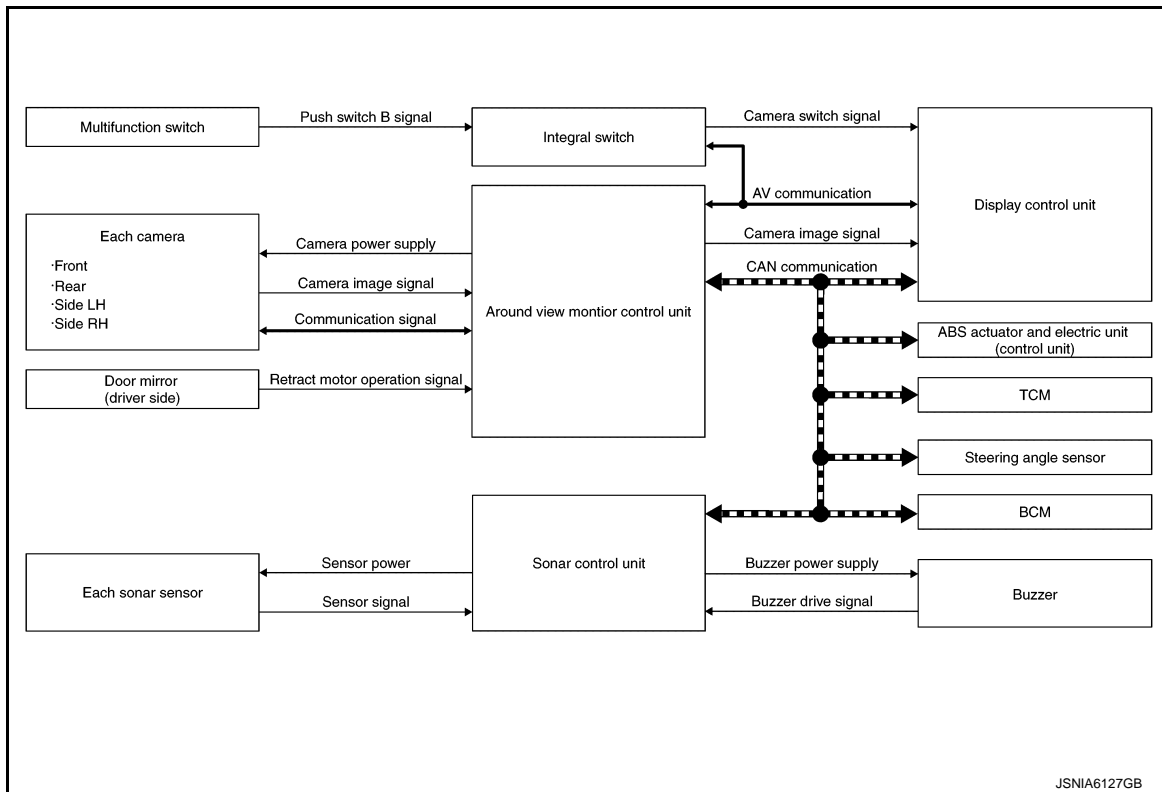 Multifunction switch
Push switch B signal
Integral switch
Camera switch signal
AV communication
Display control unit
Each camera
·Front
·Rear
·Side LH
·Side RH
Camera power supply
Camera image signal
Communication signal
Around view montior control unit
Camera image signal
CAN communication
Door mirror
(driver side)
Retract motor operation signal
ABS actuator and electric unit
(control unit)
TCM
Steering angle sensor
BCM
Each sonar sensor
Sensor power
Sensor signal
Sonar control unit
Buzzer power supply
Buzzer drive signal
Buzzer
JSNIA6127GB